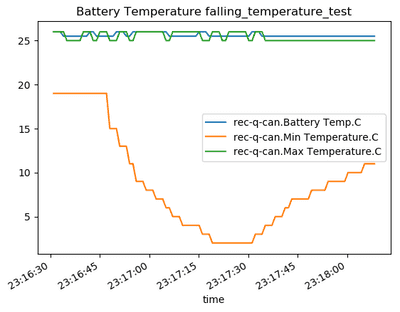 Battery Temperature falling_temperature_test
25
20
15
10
5
rec-q-can.Battery Temp.C
rec-q-can.Min Temperature.C
rec-q-can.Max Temperature.C
23:16:30
23:16:45
23:17:00
23:17:15
23:17:30
23:17:45
23:18:00
time